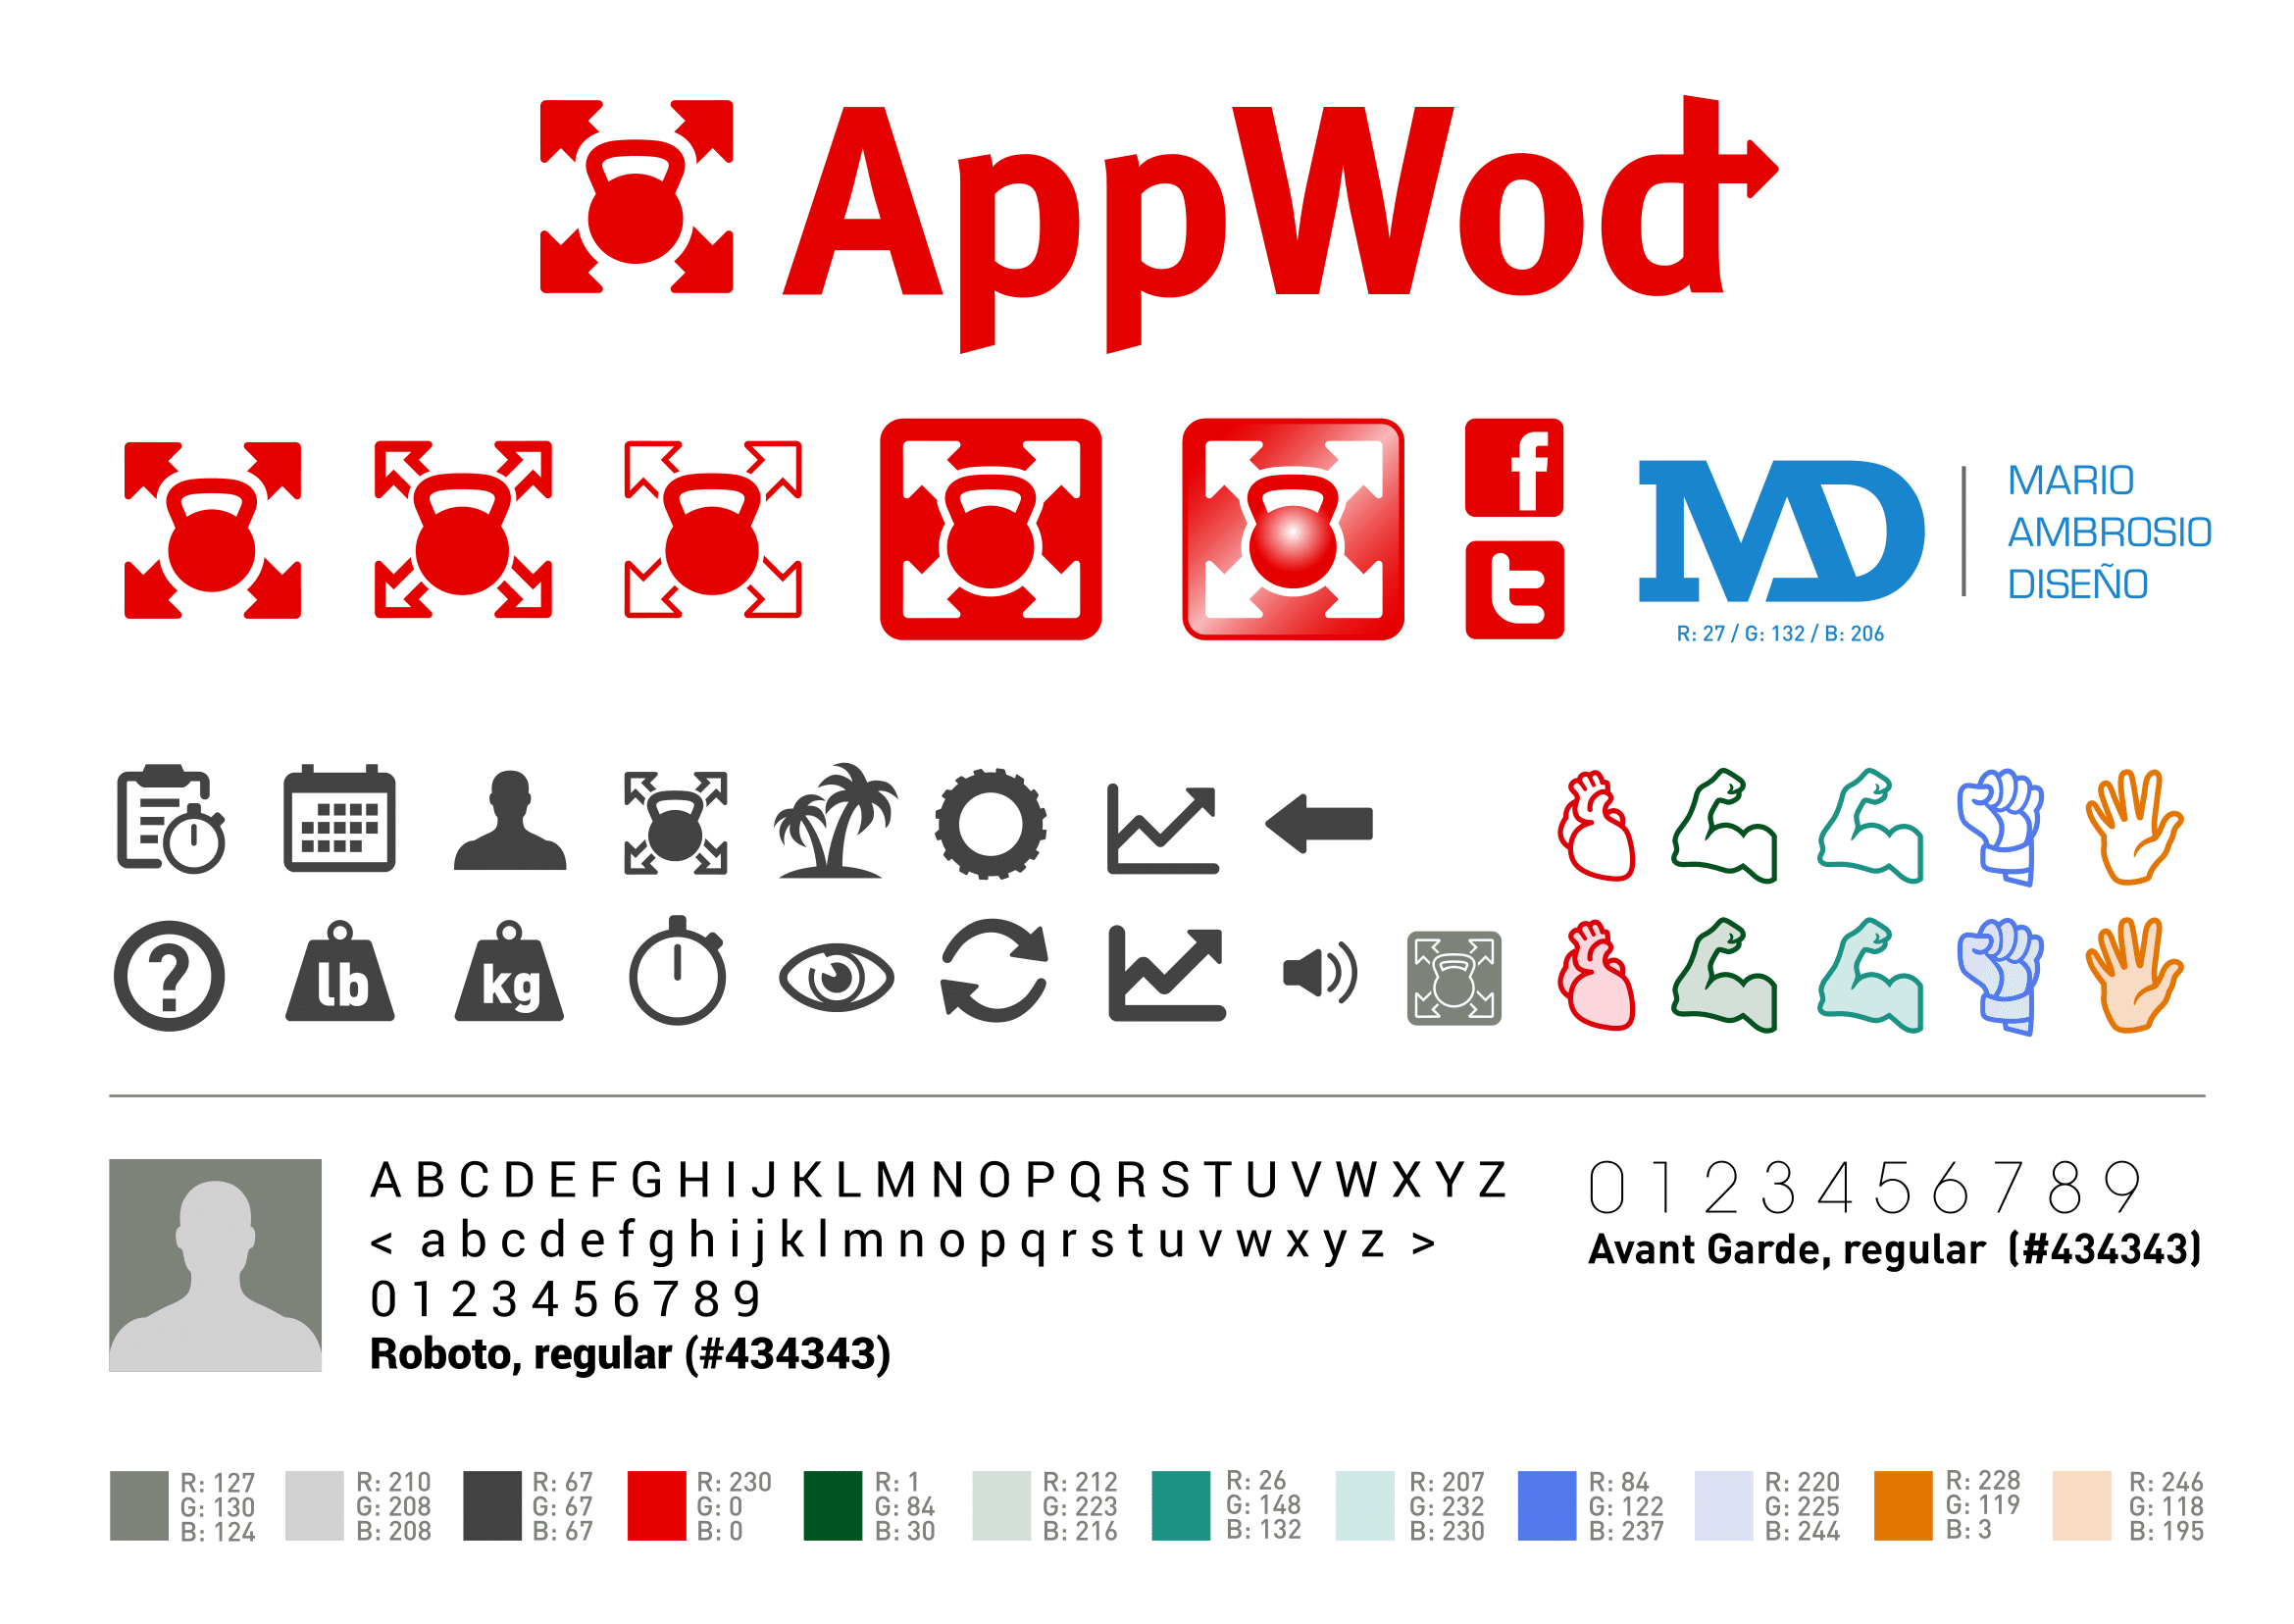 AppWod
f
t
MD
MARIO
AMBROSIO
DISEÑO
R: 27 / G: 132 / B: 206
?
lb
kg
A B C D E F G H I J K L M N O P Q R S T U V W X Y Z
< a b c d e f g h i j k l m n o p q r s t u v w x y z >
0 1 2 3 4 5 6 7 8 9
Roboto, regular (#434343)
0 1 2 3 4 5 6 7 8 9
Avant Garde, regular (#434343)
R: 127
G: 130
B: 124
R: 210
G: 208
B: 208
R: 67
G: 67
B: 67
R: 230
G: 0
B: 0
R: 1
G: 84
B: 30
R: 212
G: 223
B: 216
R: 26
G: 148
B: 132
R: 207
G: 232
B: 230
R: 84
G: 122
B: 237
R: 220
G: 225
B: 244
R: 228
G: 119
B: 3
R: 246
G: 118
B: 195